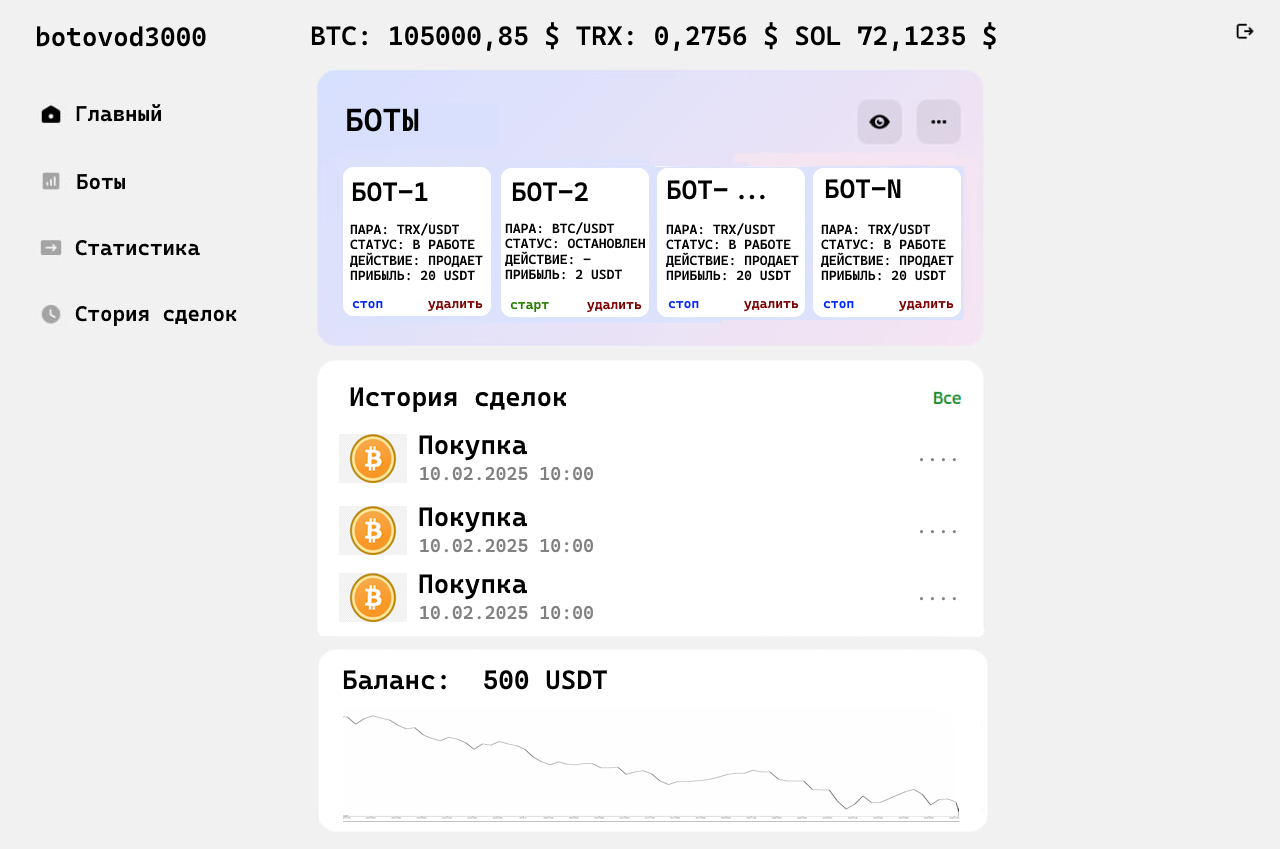 botovod3000
BTC: 105000,85 $ TRX: 0,2756 $ SOL 72,1235 $
Главный
Боты
Статистика
Стория сделок
БОТЫ
БОТ-1
ПАРА: TRX/USDT
СТАТУС: В РАБОТЕ
ДЕЙСТВИЕ: ПРОДАЕТ
ПРИБЫЛЬ: 20 USDT
стоп удалить
БОТ-2
ПАРА: BTC/USDT
СТАТУС: ОСТАНОВЛЕН
ДЕЙСТВИЕ: -
ПРИБЫЛЬ: 2 USDT
старт удалить
БОТ- ...
ПАРА: TRX/USDT
СТАТУС: В РАБОТЕ
ДЕЙСТВИЕ: ПРОДАЕТ
ПРИБЫЛЬ: 20 USDT
стоп удалить
БОТ-N
ПАРА: TRX/USDT
СТАТУС: В РАБОТЕ
ДЕЙСТВИЕ: ПРОДАЕТ
ПРИБЫЛЬ: 20 USDT
стоп удалить
История сделок Все
Покупка
10.02.2025 10:00
....
Покупка
10.02.2025 10:00
....
Покупка
10.02.2025 10:00
....
Баланс: 500 USDT